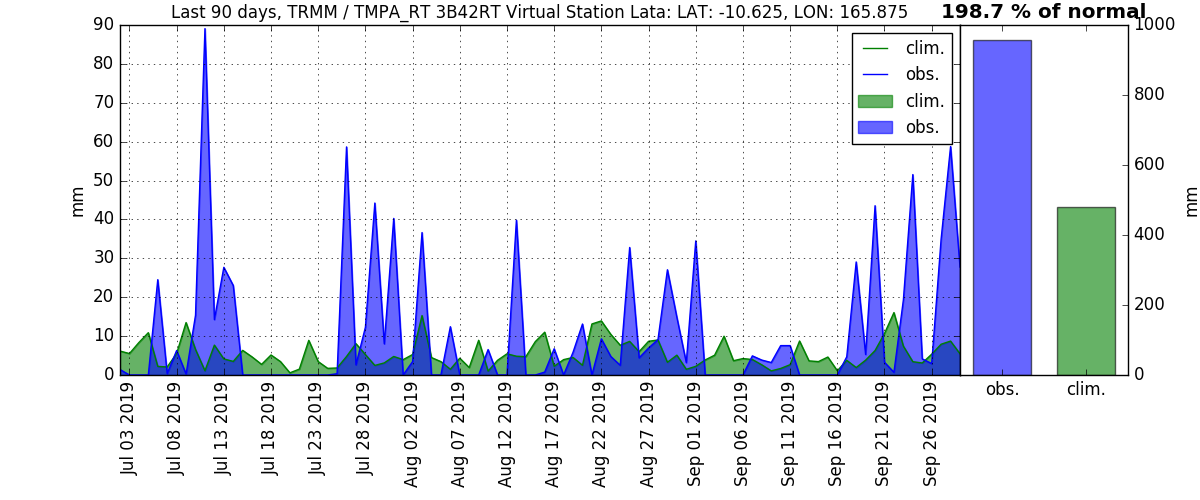 Last 90 days, TRMM / TMPA_RT 3B42RT Virtual Station Lata: LAT: -10.625, LON: 165.875
198.7 % of normal
90
80
70
60
50
40
30
20
10
0
mm
clim.
obs.
clim.
obs.
1000
800
600
400
200
0
mm
Jul 03 2019
Jul 08 2019
Jul 13 2019
Jul 18 2019
Jul 23 2019
Jul 28 2019
Aug 02 2019
Aug 07 2019
Aug 12 2019
Aug 17 2019
Aug 22 2019
Aug 27 2019
Sep 01 2019
Sep 06 2019
Sep 11 2019
Sep 16 2019
Sep 21 2019
Sep 26 2019
obs.
clim.